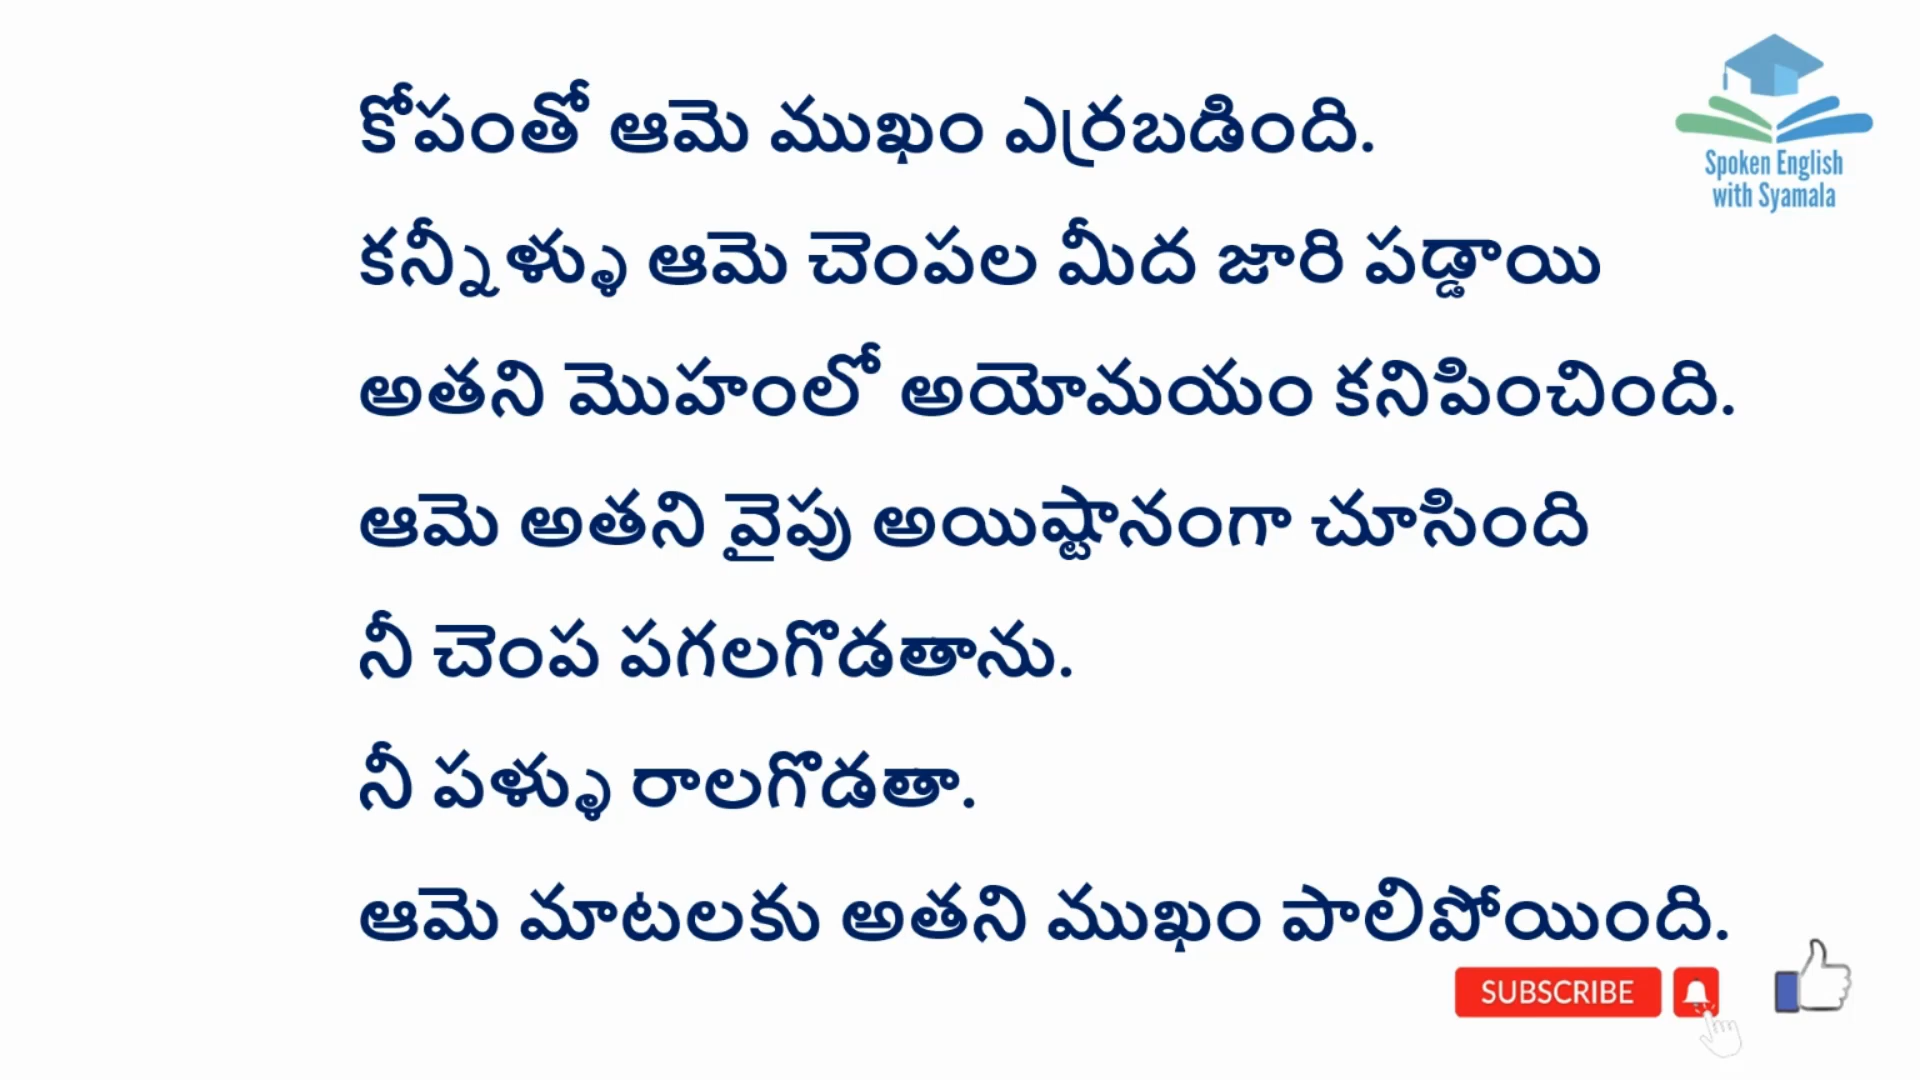 కోపంతో ఆమె ముఖం ఎర్రబడింది.
Spoken English
with Syamala
కన్నీళ్ళు ఆమె చెంపల మీద జారి పడ్డాయి
అతని మొహంలో అయోమయం కనిపించింది.
ఆమె అతని వైపు అయిష్టానంగా చూసింది
నీ చెంప పగలగొడతాను.
నీ పళ్ళు రాలగొడతా.
ఆమె మాటలకు అతని ముఖం పాలిపోయింది.
SUBSCRIBE